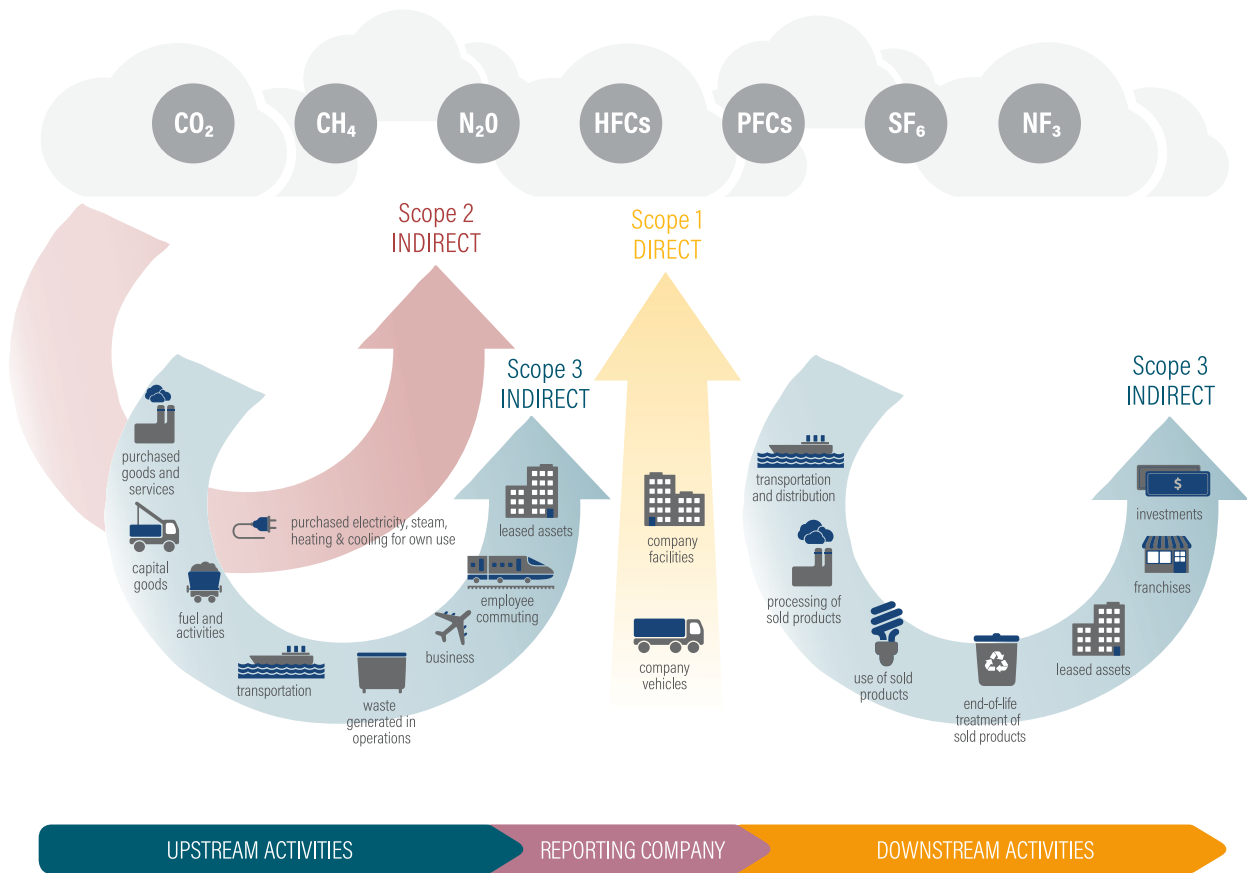 CO₂
CH₄
N₂O
HFCs
PFCs
SF₆
NF₃
Scope 2
INDIRECT
Scope 1
DIRECT
Scope 3
INDIRECT
Scope 3
INDIRECT
purchased
goods and
services
capital
goods
fuel and
activities
purchased electricity, steam,
heating & cooling for own use
transportation
waste
generated in
operations
business
employee
commuting
leased assets
company
facilities
company
vehicles
transportation
and distribution
processing of
sold products
use of sold
products
end-of-life
treatment of
sold products
leased assets
franchises
$
investments
UPSTREAM ACTIVITIES
REPORTING COMPANY
DOWNSTREAM ACTIVITIES